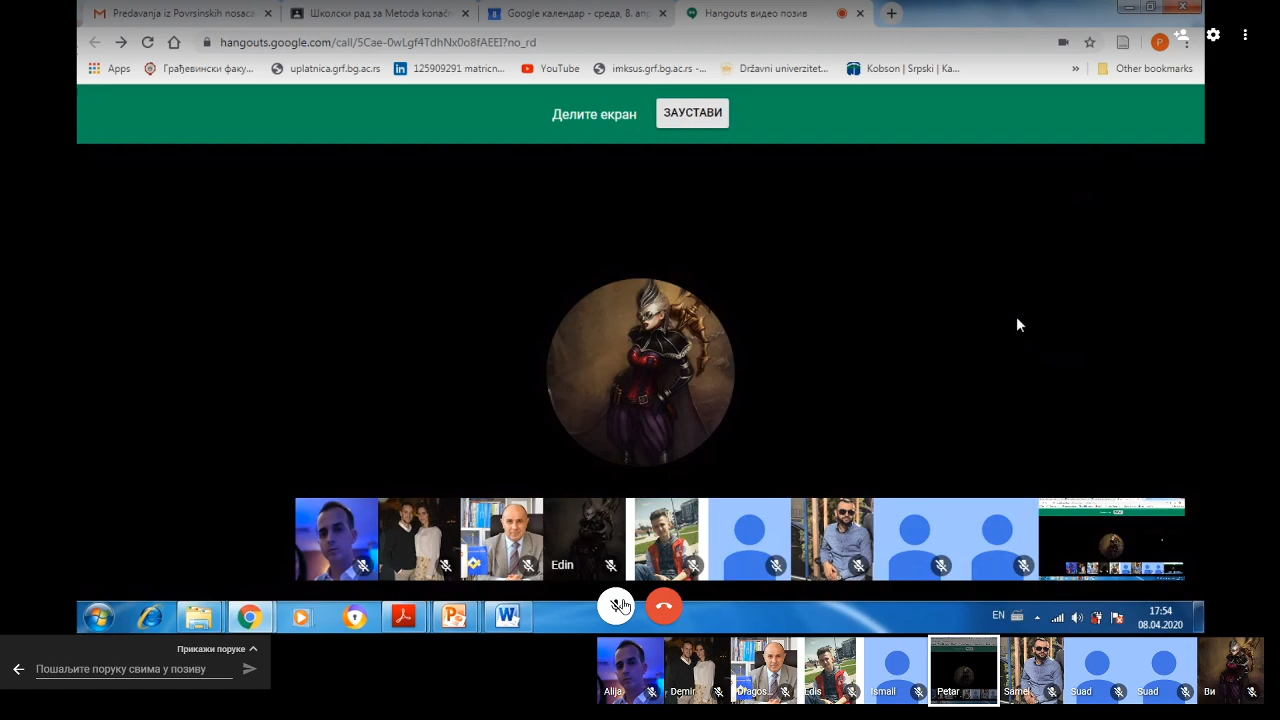 Predavanja iz Povrsinskih nosaca
Школски рад за Metoda konačn
Google календар - среда, 8. апр
Hangouts видео позив
hangouts.google.com/call/5Cae-0wLgf4TdhNx0o8fAEEI?no_rd
P
Apps
Грађевински факу...
uplatnica.grf.bg.ac.rs
125909291 matricn...
YouTube
imksus.grf.bg.ac.rs -...
Državni univerzitet...
Kobson | Srpski | Ka...
»
Other bookmarks
Делите екран
ЗАУСТАВИ
Edin
EN
17:54
08.04.2020
Прикажи поруке
Пошаљите поруку свима у позиву
Alija
Demir
Dragos
Edis
Ismail
Petar
Samel
Suad
Suad
Ви